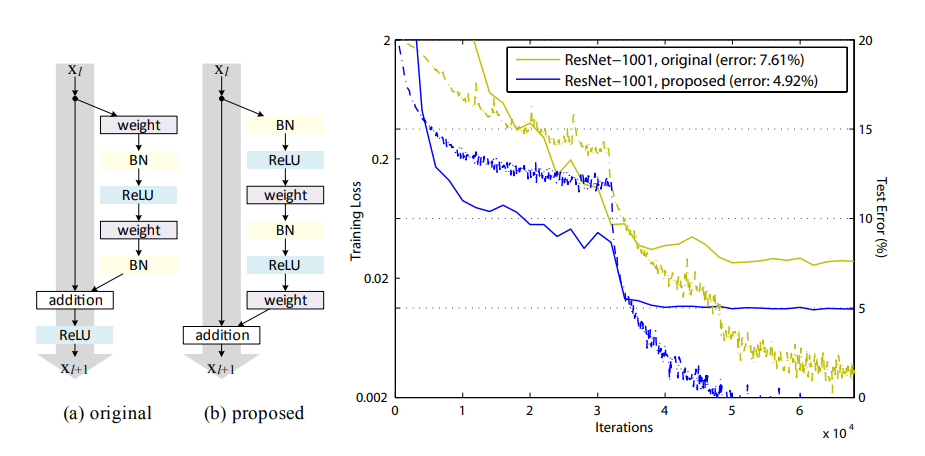 x_l
weight
BN
ReLU
weight
BN
addition
ReLU
x_{l+1}
(a) original
x_l
BN
ReLU
weight
BN
ReLU
weight
addition
x_{l+1}
(b) proposed
Training Loss
2
0.2
0.02
0.002
ResNet−1001, original (error: 7.61%)
ResNet−1001, proposed (error: 4.92%)
20
15
10
5
0
Test Error (%)
0 1 2 3 4 5 6
x 10^4
Iterations